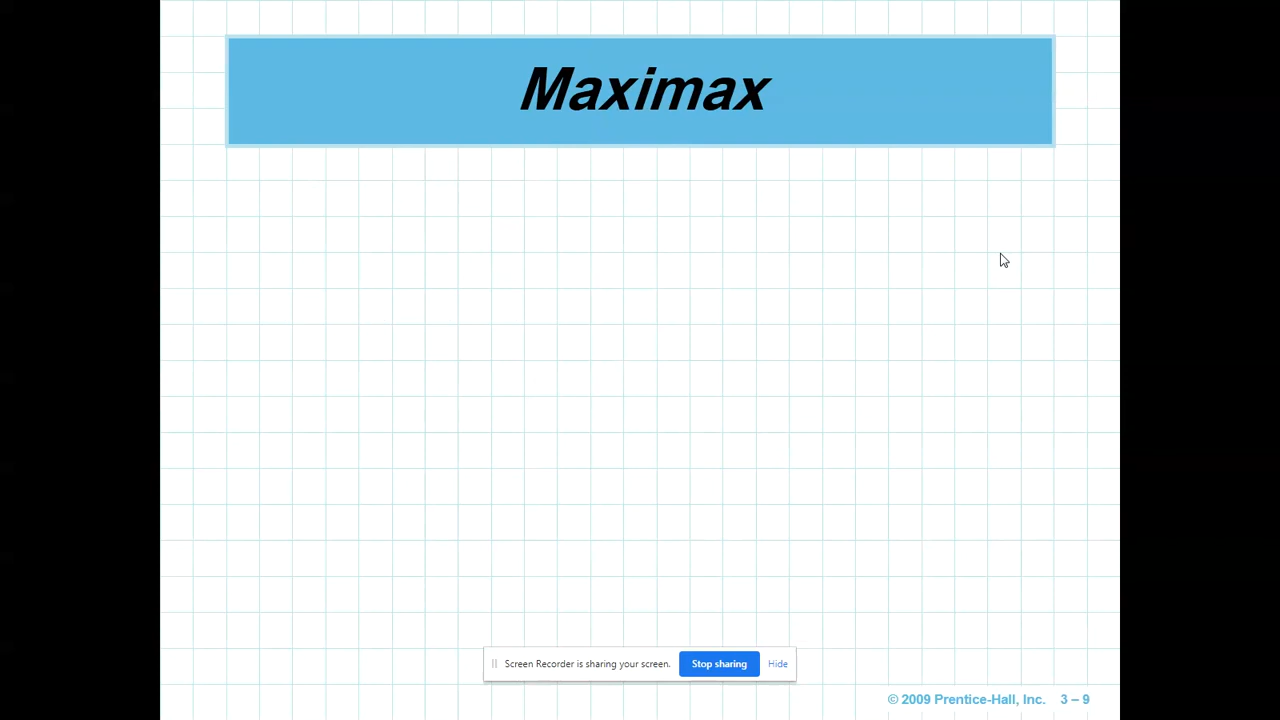 Maximax
Screen Recorder is sharing your screen. Stop sharing Hide
© 2009 Prentice-Hall, Inc. 3 – 9